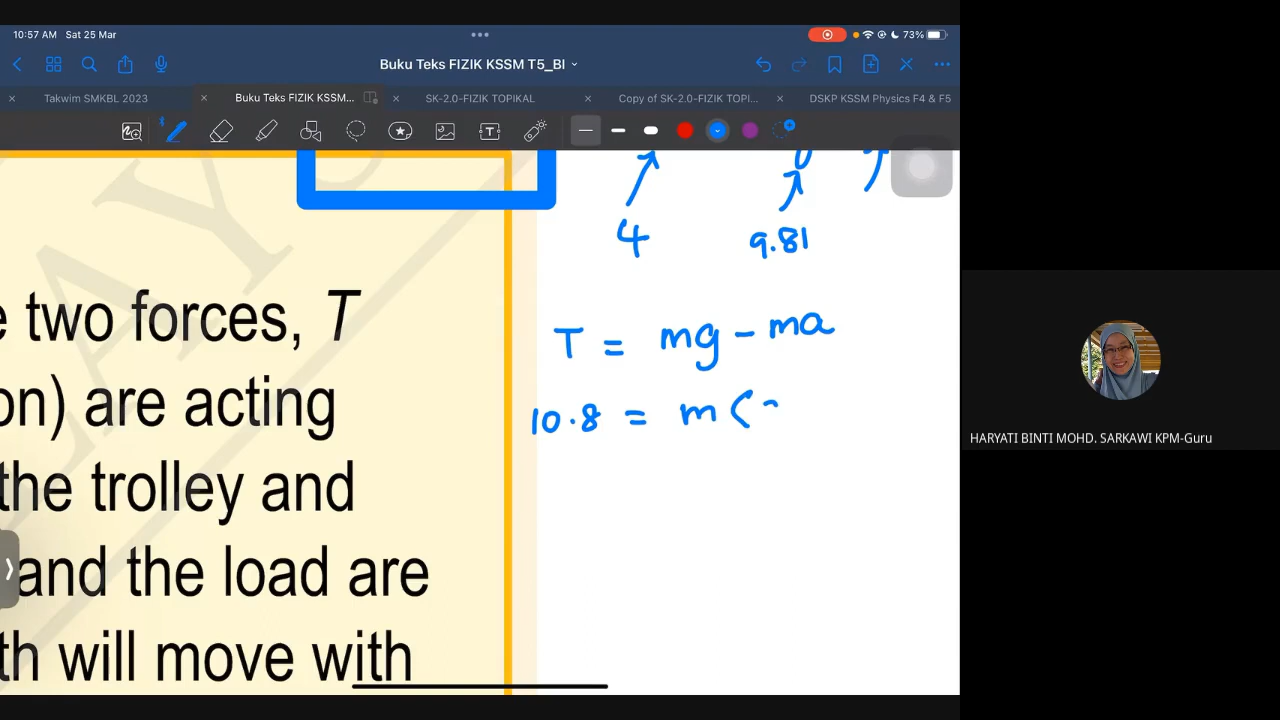 10:57 AM Sat 25 Mar
73%
Buku Teks FIZIK KSSM T5_BI
Takwim SMKBL 2023
Buku Teks FIZIK KSSM...
SK-2.0-FIZIK TOPIKAL
Copy of SK-2.0-FIZIK TOPI...
DSKP KSSM Physics F4 & F5
4
9.81
two forces, T
on) are acting
the trolley and
and the load are
th will move with
T = mg - ma
10.8 = m (
HARYATI BINTI MOHD. SARKAWI KPM-Guru